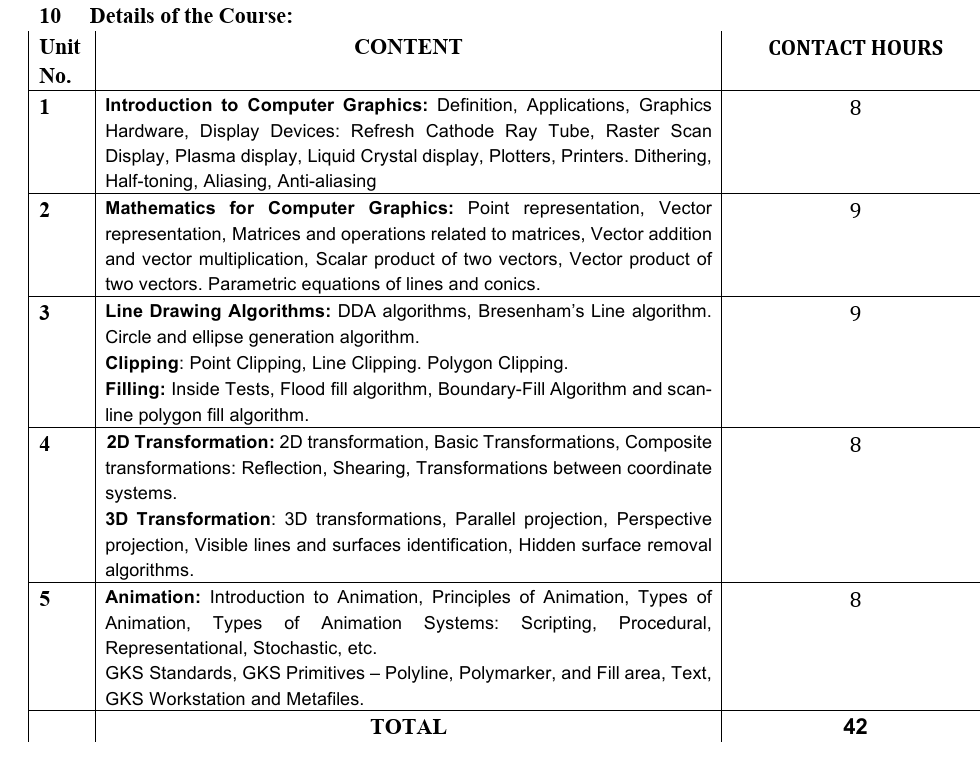 10 Details of the Course:
Unit No. CONTENT CONTACT HOURS
1 Introduction to Computer Graphics: Definition, Applications, Graphics 8
Hardware, Display Devices: Refresh Cathode Ray Tube, Raster Scan
Display, Plasma display, Liquid Crystal display, Plotters, Printers. Dithering,
Half-toning, Aliasing, Anti-aliasing
2 Mathematics for Computer Graphics: Point representation, Vector 9
representation, Matrices and operations related to matrices, Vector addition
and vector multiplication, Scalar product of two vectors, Vector product of
two vectors. Parametric equations of lines and conics.
3 Line Drawing Algorithms: DDA algorithms, Bresenham’s Line algorithm. 9
Circle and ellipse generation algorithm.
Clipping: Point Clipping, Line Clipping. Polygon Clipping.
Filling: Inside Tests, Flood fill algorithm, Boundary-Fill Algorithm and scan-
line polygon fill algorithm.
4 2D Transformation: 2D transformation, Basic Transformations, Composite 8
transformations: Reflection, Shearing, Transformations between coordinate
systems.
3D Transformation: 3D transformations, Parallel projection, Perspective
projection, Visible lines and surfaces identification, Hidden surface removal
algorithms.
5 Animation: Introduction to Animation, Principles of Animation, Types of 8
Animation, Types of Animation Systems: Scripting, Procedural,
Representational, Stochastic, etc.
GKS Standards, GKS Primitives – Polyline, Polymarker, and Fill area, Text,
GKS Workstation and Metafiles.
TOTAL 42